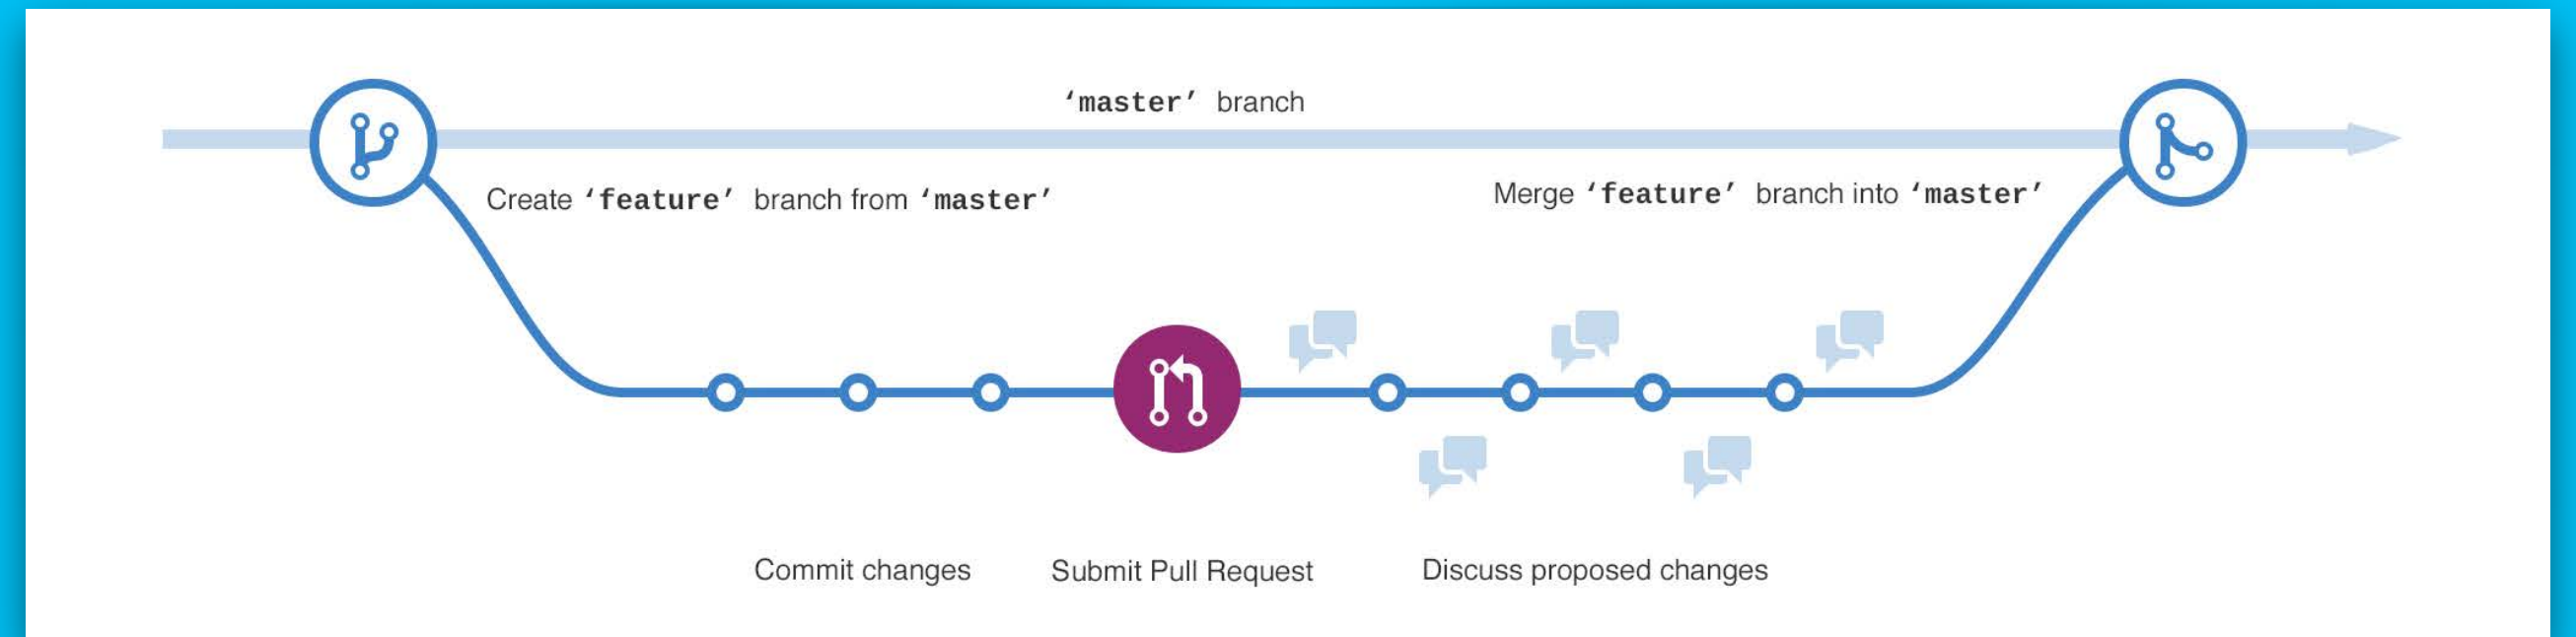 ‘master’ branch
Create ‘feature’ branch from ‘master’
Merge ‘feature’ branch into ‘master’
Commit changes
Submit Pull Request
Discuss proposed changes